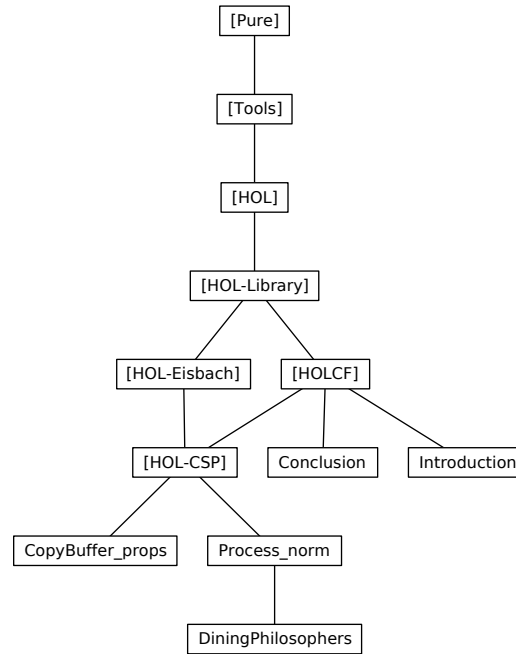 [Pure]
[Tools]
[HOL]
[HOL-Library]
[HOL-Eisbach]
[HOLCF]
[HOL-CSP]
Conclusion
Introduction
CopyBuffer_props
Process_norm
DiningPhilosophers